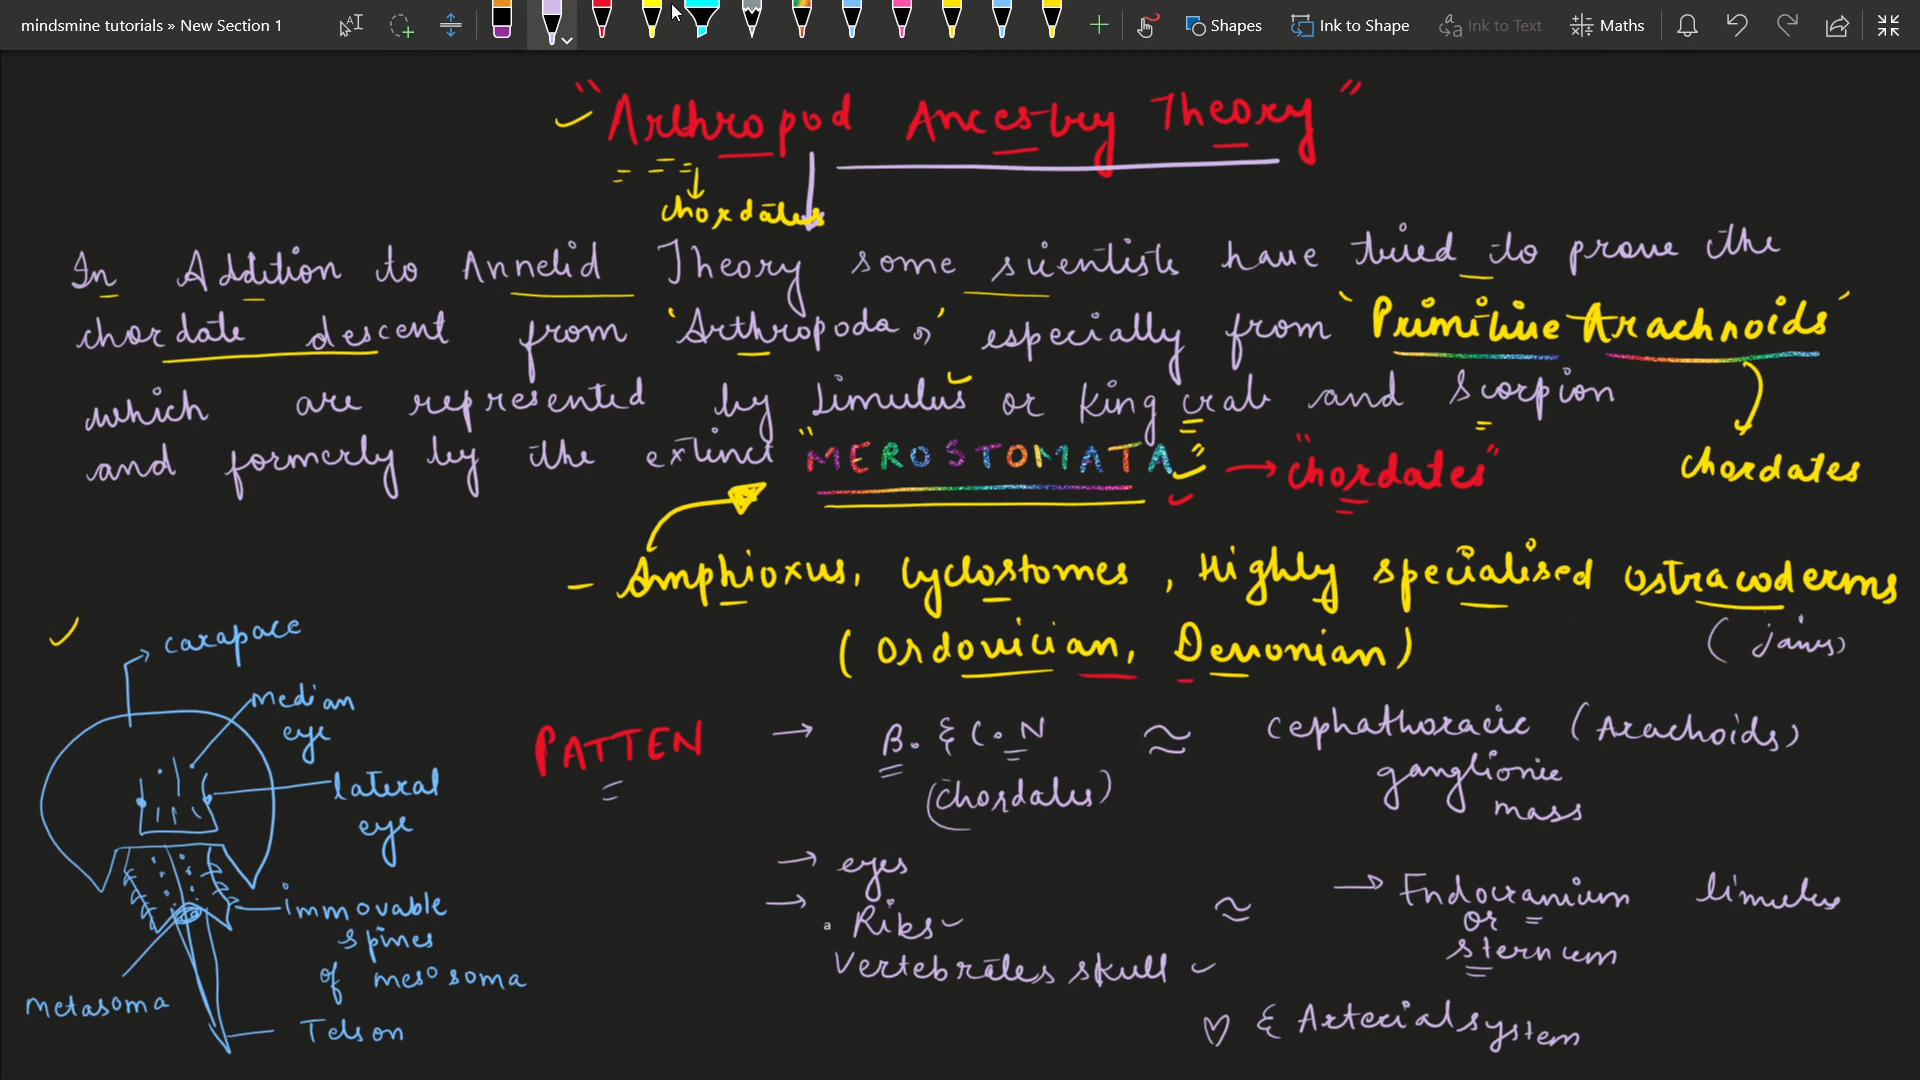 mindsmine tutorials » New Section 1
Shapes
Ink to Shape
Ink to Text
Maths
"Arthropod Ancestry Theory"
chordates
In Addition to Annelid Theory some scientists have tried to prove the
chordate descent from 'Arthropoda,' especially from 'Primitive Arachnoids'
which are represented by Limulus or King crab and Scorpion
and formerly by the extinct "MEROSTOMATA" → "chordates"
chordates
- Amphioxus, Cyclostomes, Highly specialised ostracoderms
(Ordovician, Devonian)
(jaws)
carapace
median
eye
lateral
eye
immovable
spines
of mesosoma
metasoma
Telson
PATTEN → B. & C.N ≈ cephathoracic (Arachoids)
(chordates)
ganglionic
mass
→ eyes
→ Ribs
Vertebrates skull
≈ → Endocranium limulus
or
sternum
♡ & Arterial system